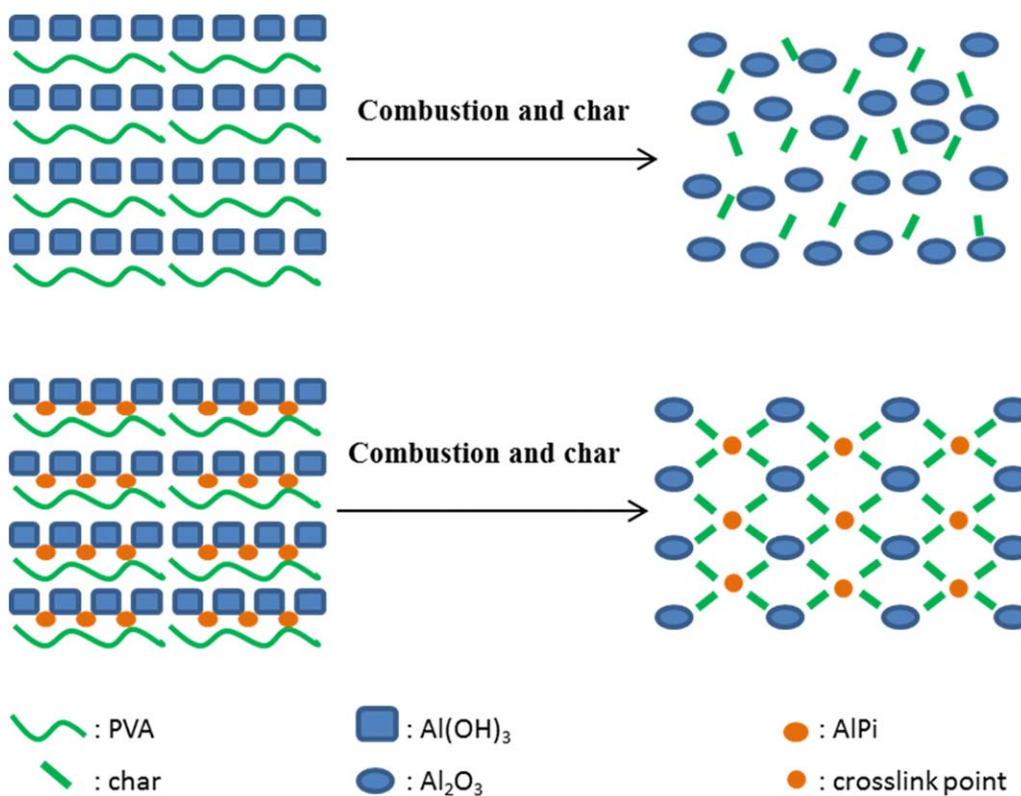 Combustion and char
Combustion and char
: PVA
: Al(OH)₃
: AlPi
: char
: Al₂O₃
: crosslink point